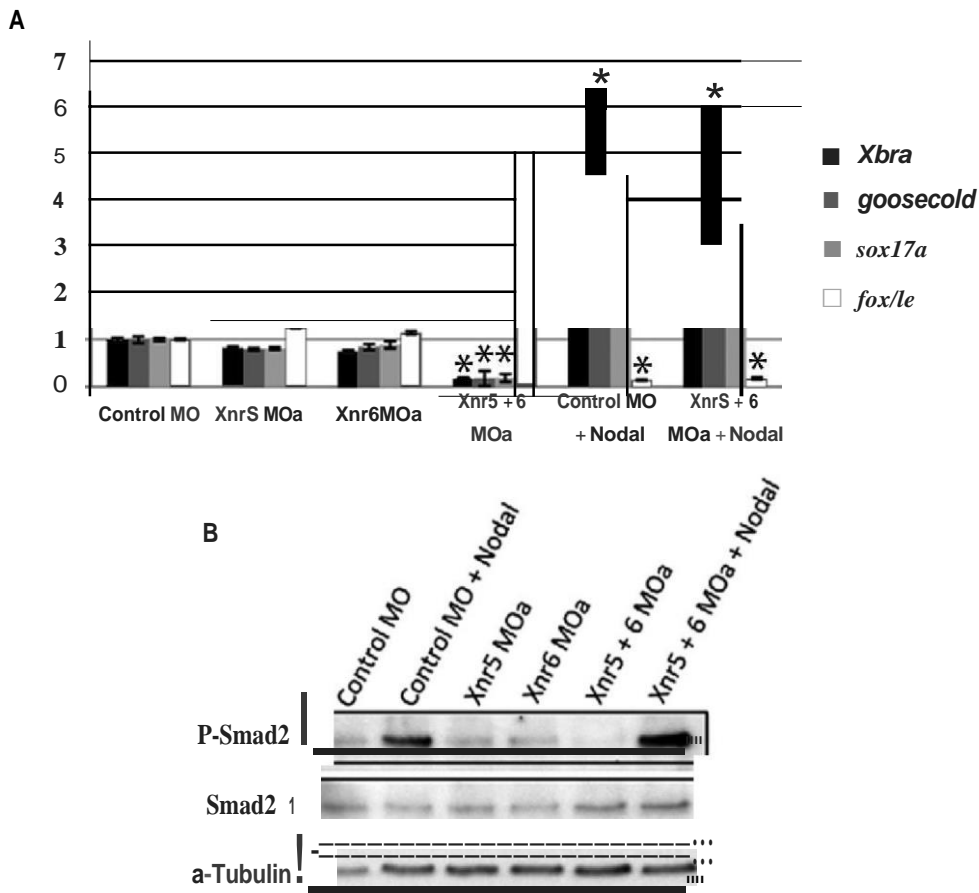 A
7
6
5
4
3
2
1
0
* *
* ** * *
Xbra
goosecold
sox17a
fox/le
Control MO XnrS MOa Xnr6MOa Xnr5 + 6 MOa Control MO + Nodal XnrS + 6 MOa + Nodal
B
Control MO
Control MO + Nodal
Xnr5 MOa
Xnr6 MOa
Xnr5 + 6 MOa
Xnr5 + 6 MOa + Nodal
P-Smad2
Smad2 1
a-Tubulin